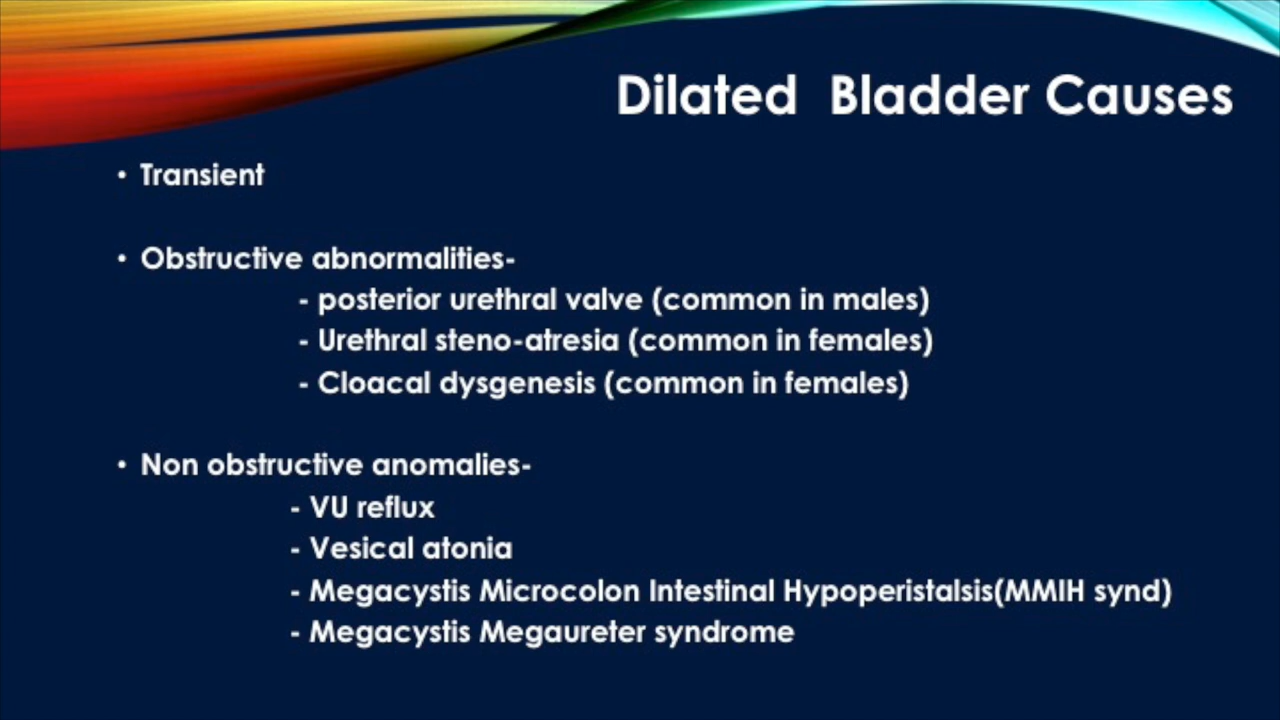 Dilated Bladder Causes
• Transient
• Obstructive abnormalities-
- posterior urethral valve (common in males)
- Urethral steno-atresia (common in females)
- Cloacal dysgenesis (common in females)
• Non obstructive anomalies-
- VU reflux
- Vesical atonia
- Megacystis Microcolon Intestinal Hypoperistalsis(MMIH synd)
- Megacystis Megaureter syndrome